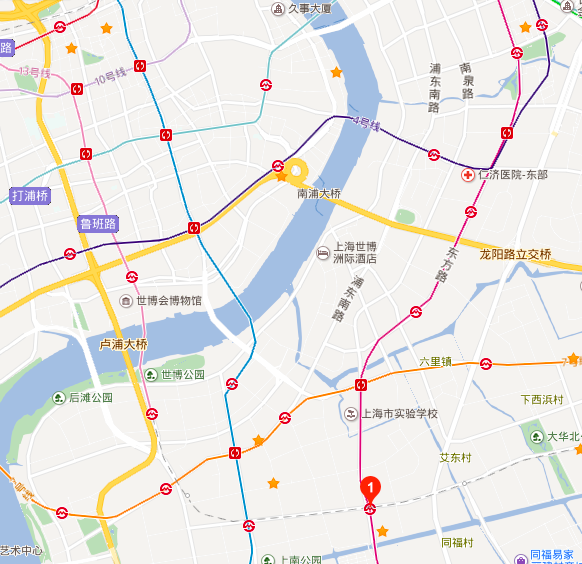 久事大厦
路
13号线
10号线
浦东南路
南泉路
4号线
仁济医院-东部
打浦桥
南浦大桥
鲁班路
上海世博
洲际酒店
龙阳路立交桥
东方路
浦东南路
世博会博物馆
卢浦大桥
六里镇
世博公园
后滩公园
下西浜村
上海市实验学校
大华北
艾东村
1
同福村
艺术中心
上南公园
同福易家